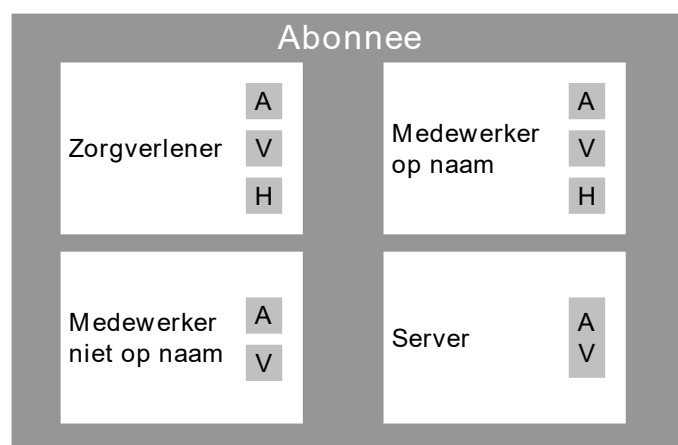 Abonnee
Zorgverlener
A
V
H
Medewerker
op naam
A
V
H
Medewerker
niet op naam
A
V
Server
A
V